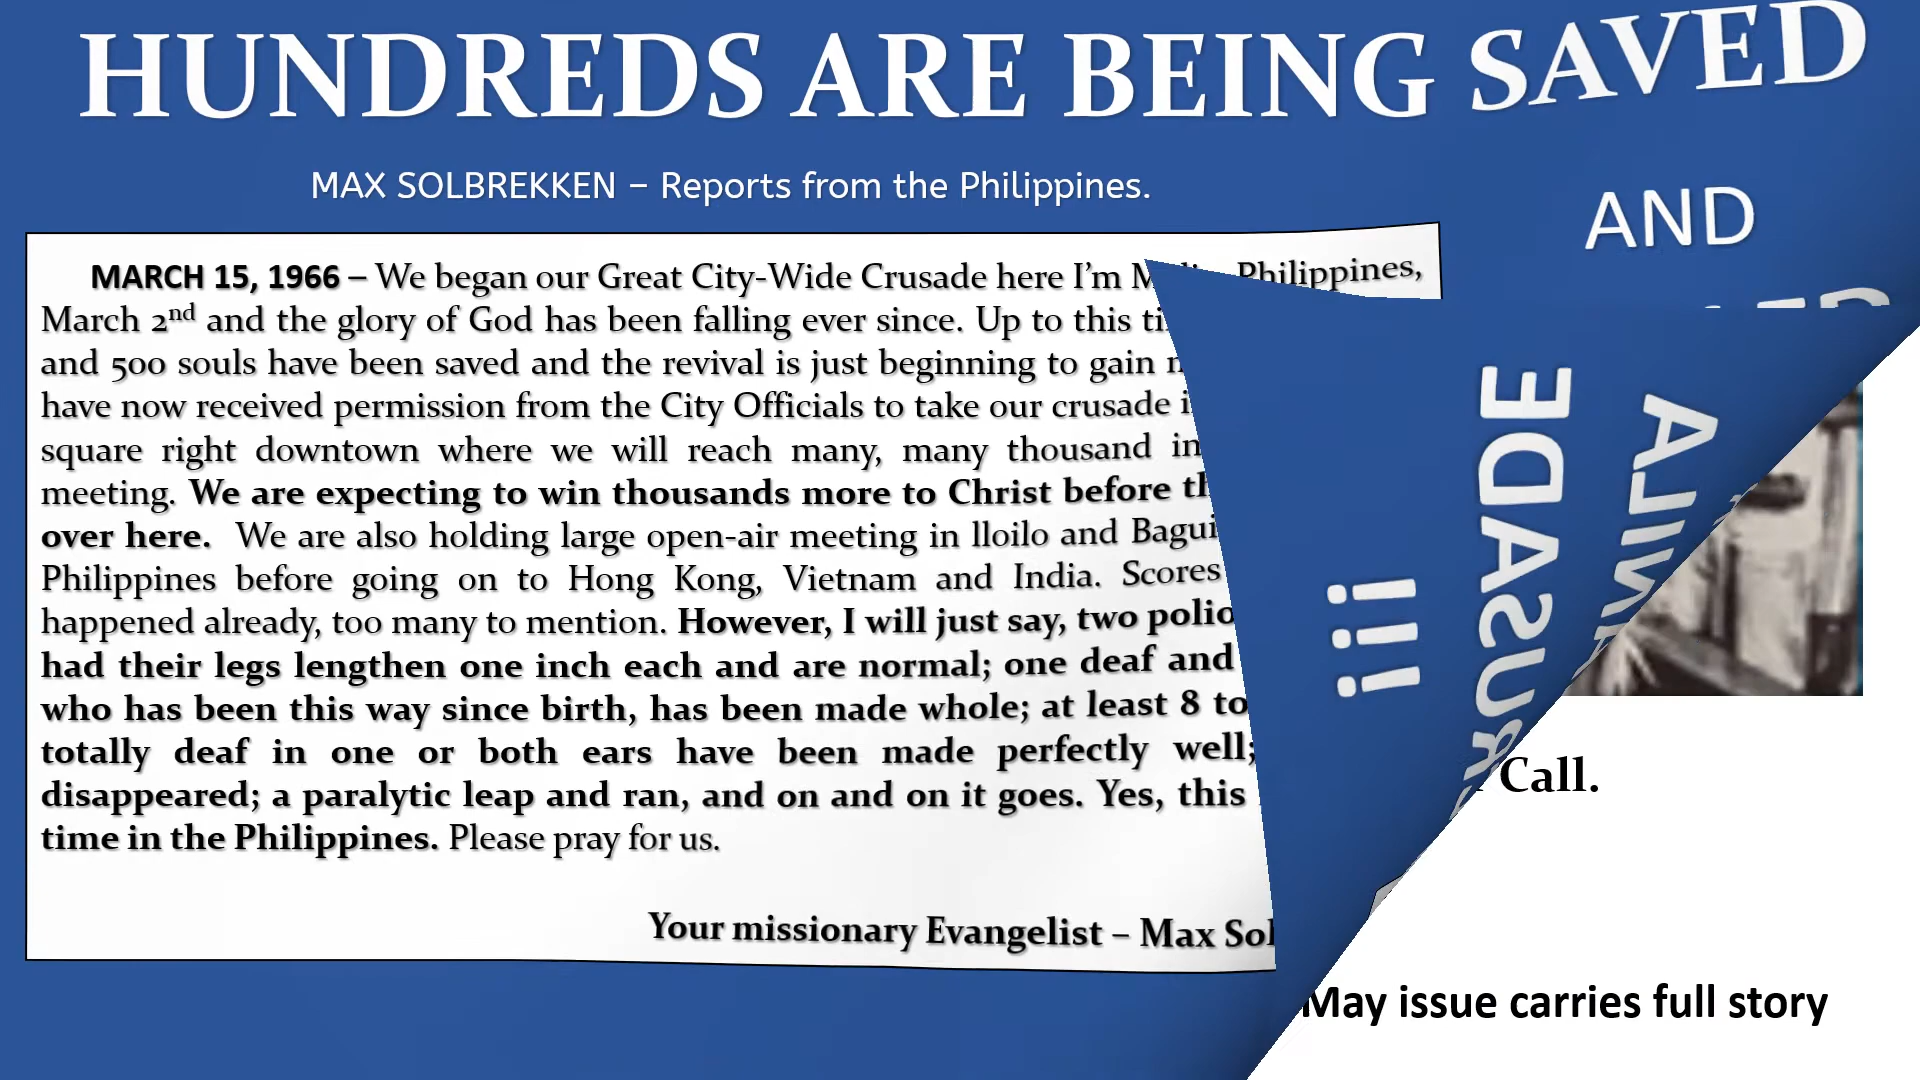 HUNDREDS ARE BEING SAVED
MAX SOLBREKKEN – Reports from the Philippines.
AND
MARCH 15, 1966 – We began our Great City-Wide Crusade here I’m Philippines,
March 2nd and the glory of God has been falling ever since. Up to this
and 500 souls have been saved and the revival is just beginning to gain
have now received permission from the City Officials to take our crusade
square right downtown where we will reach many, many thousand
meeting. We are expecting to win thousands more to Christ before
over here. We are also holding large open-air meeting in lloilo and
Philippines before going on to Hong Kong, Vietnam and India. Scores
happened already, too many to mention. However, I will just say, two polio
had their legs lengthen one inch each and are normal; one deaf and
who has been this way since birth, has been made whole; at least 8 to
totally deaf in one or both ears have been made perfectly well;
disappeared; a paralytic leap and ran, and on and on it goes. Yes, this
time in the Philippines. Please pray for us.
Your missionary Evangelist – Max
!!!
Call.
May issue carries full story